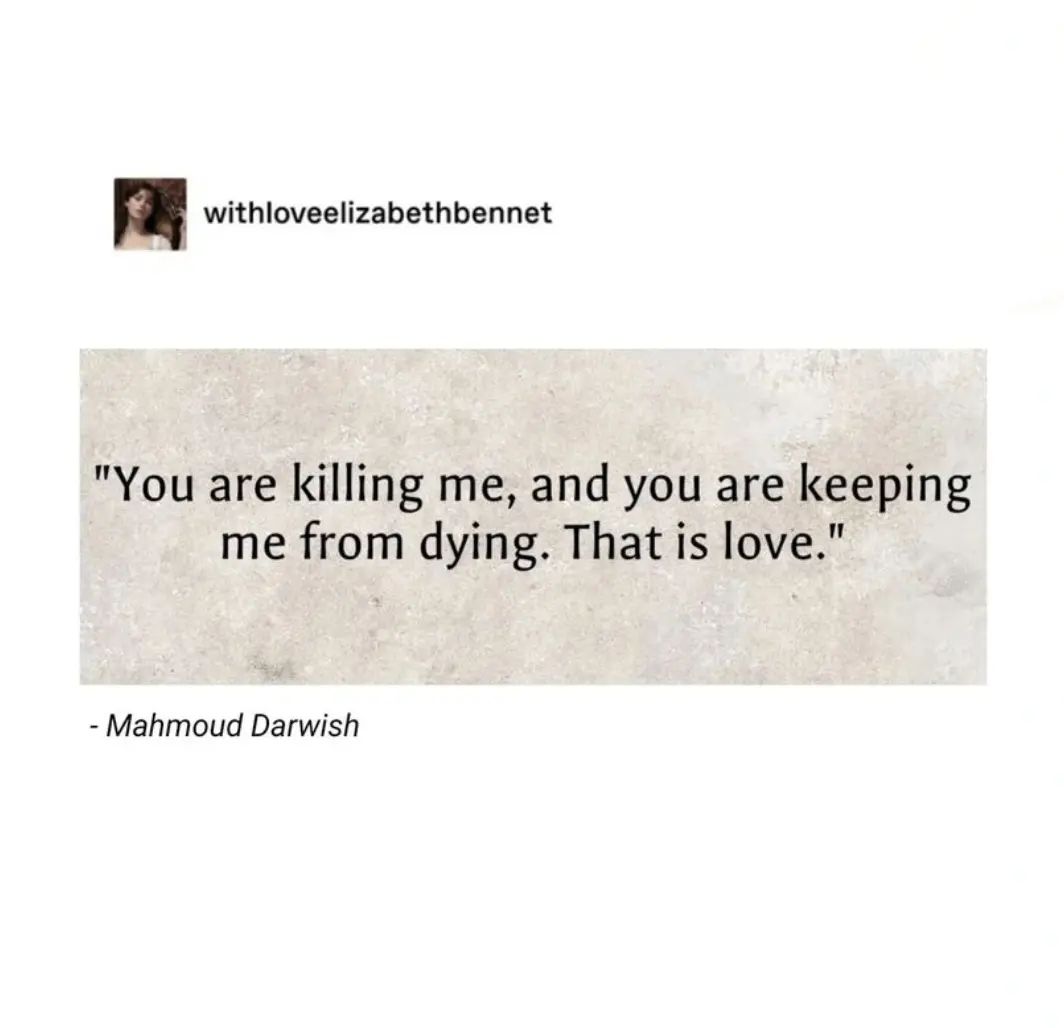 withloveelizabethbennet
"You are killing me, and you are keeping
me from dying. That is love."
- Mahmoud Darwish